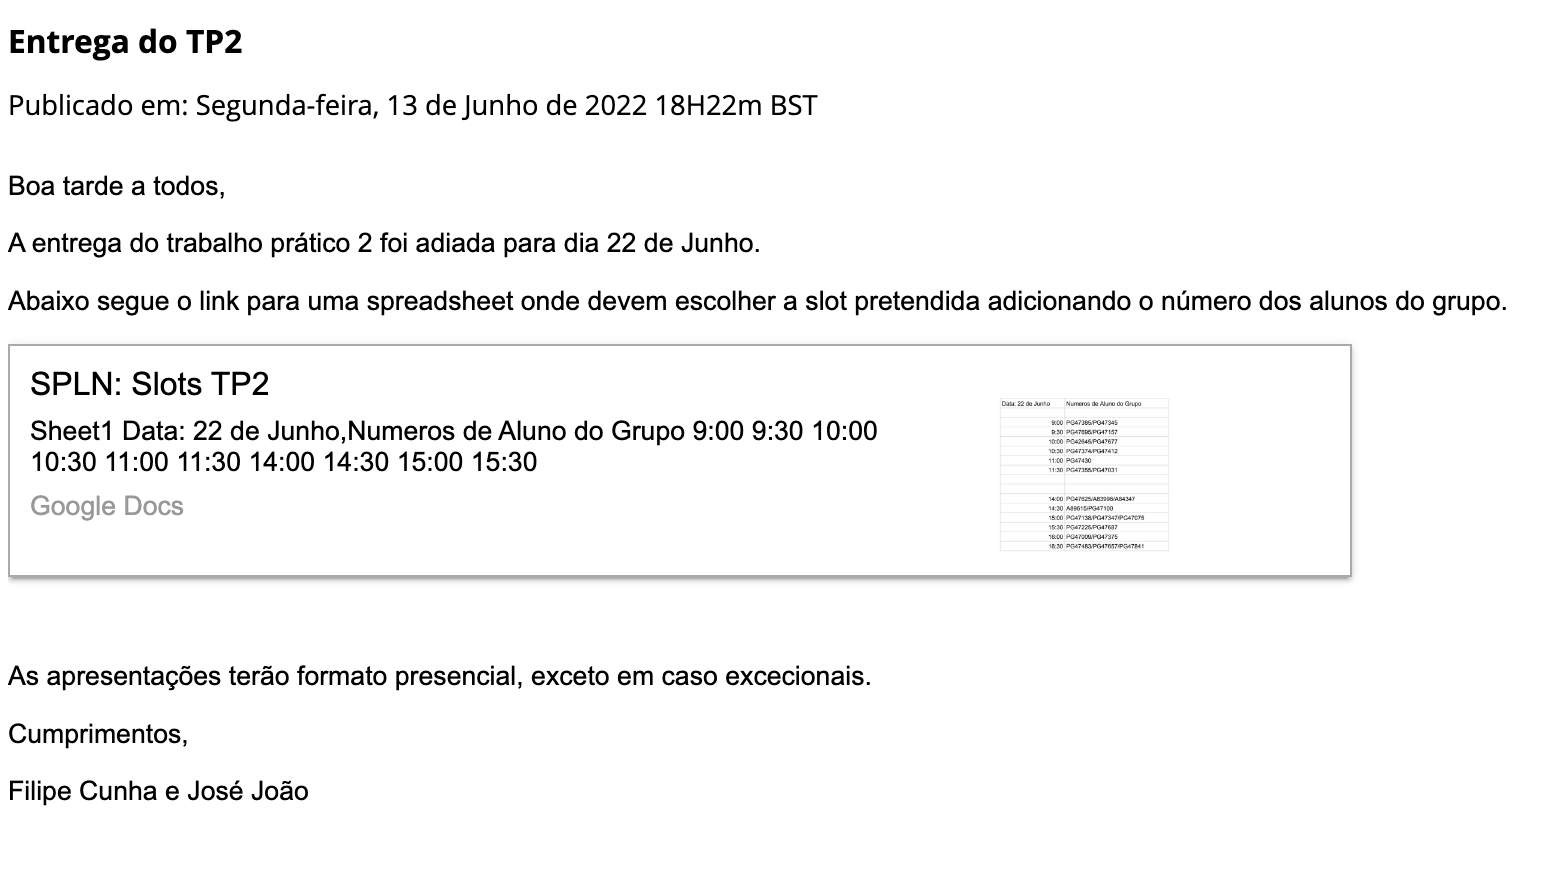 Entrega do TP2
Publicado em: Segunda-feira, 13 de Junho de 2022 18H22m BST
Boa tarde a todos,
A entrega do trabalho prático 2 foi adiada para dia 22 de Junho.
Abaixo segue o link para uma spreadsheet onde devem escolher a slot pretendida adicionando o número dos alunos do grupo.
SPLN: Slots TP2
Sheet1 Data: 22 de Junho,Numeros de Aluno do Grupo 9:00 9:30 10:00
10:30 11:00 11:30 14:00 14:30 15:00 15:30
Google Docs
Data: 22 de Junho Numeros de Aluno do Grupo
9:00 PG47385/PG47345
9:30 PG47695/PG47157
10:00 PG42645/PG47677
10:30 PG47374/PG47412
11:00 PG47430
11:30 PG47355/PG47031
14:00 PG47625/A83998/A84347
14:30 A89615/PG47100
15:00 PG47138/PG47347/PG47075
15:30 PG47225/PG47687
16:00 PG47009/PG47375
16:30 PG47483/PG47657/PG47841
As apresentações terão formato presencial, exceto em caso excecionais.
Cumprimentos,
Filipe Cunha e José João